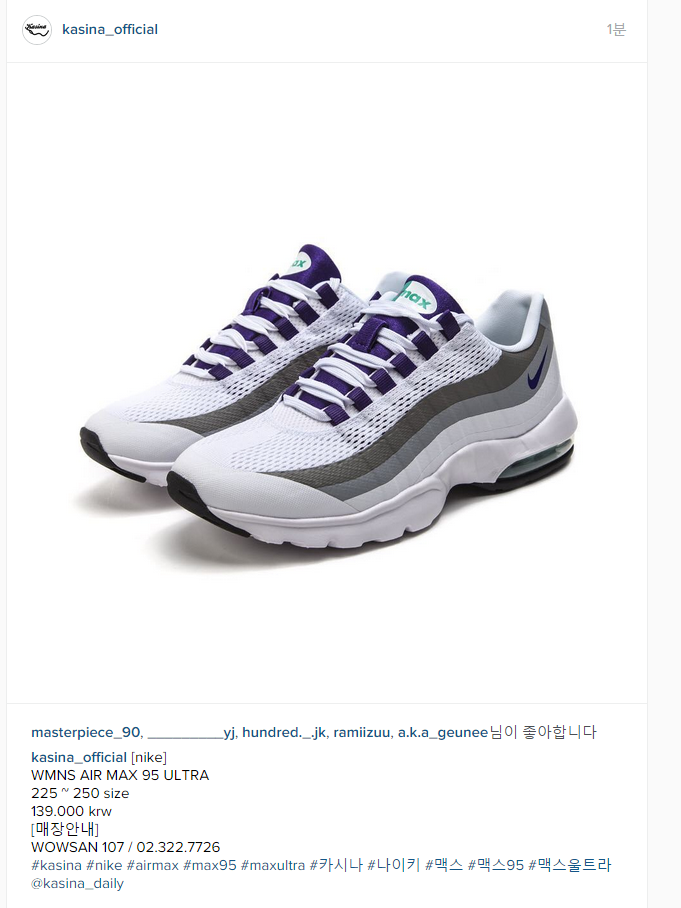 Kasina
kasina_official
1분
ax
max
masterpiece_90, __________yj, hundred._.jk, ramiizuu, a.k.a_geunee님이 좋아합니다
kasina_official [nike]
WMNS AIR MAX 95 ULTRA
225 ~ 250 size
139.000 krw
[매장안내]
WOWSAN 107 / 02.322.7726
#kasina #nike #airmax #max95 #maxultra #카시나 #나이키 #맥스 #맥스95 #맥스울트라
@kasina_daily